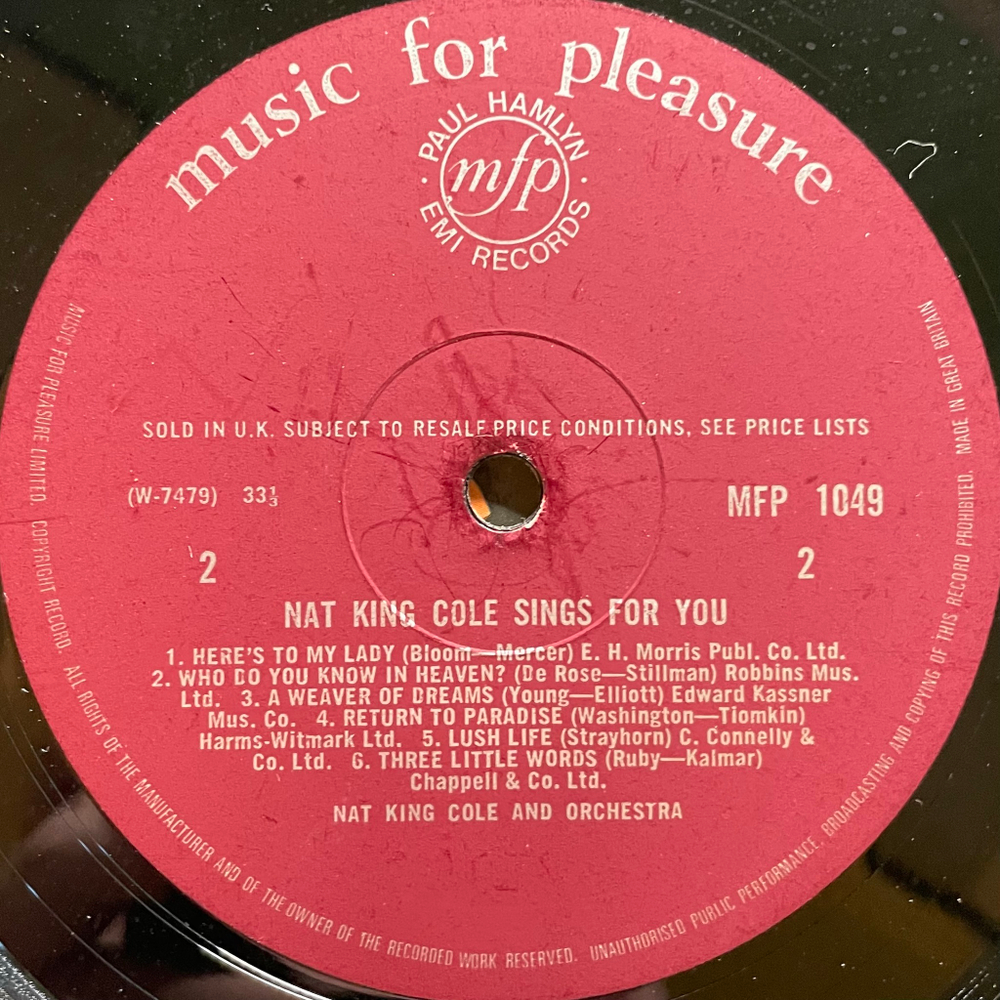 music for pleasure
PAUL HAMLYN
mfp
EMI RECORDS
SOLD IN U.K. SUBJECT TO RESALE PRICE CONDITIONS, SEE PRICE LISTS
(W-7479) 33⅓
MFP 1049
2
2
NAT KING COLE SINGS FOR YOU
1. HERE'S TO MY LADY (Bloom—Mercer) E. H. Morris Publ. Co. Ltd.
2. WHO DO YOU KNOW IN HEAVEN? (De Rose—Stillman) Robbins Mus.
Ltd. 3. A WEAVER OF DREAMS (Young—Elliott) Edward Kassner
Mus. Co. 4. RETURN TO PARADISE (Washington—Tiomkin)
Harms-Witmark Ltd. 5. LUSH LIFE (Strayhorn) C. Connelly &
Co. Ltd. 6. THREE LITTLE WORDS (Ruby—Kalmar)
Chappell & Co. Ltd.
NAT KING COLE AND ORCHESTRA
MUSIC FOR PLEASURE LIMITED. COPYRIGHT RECORD. ALL RIGHTS OF THE MANUFACTURER AND OF THE OWNER OF THE RECORDED WORK RESERVED. UNAUTHORISED PUBLIC PERFORMANCE, BROADCASTING AND COPYING OF THIS RECORD PROHIBITED. MADE IN GREAT BRITAIN